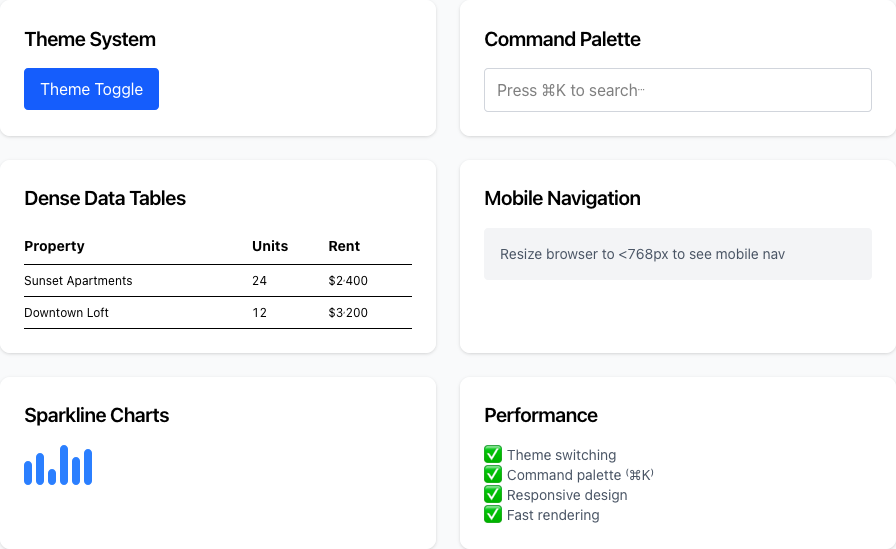 Theme System
Theme Toggle
Command Palette
Press ⌘K to search...
Dense Data Tables
Property Units Rent
Sunset Apartments 24 $2,400
Downtown Loft 12 $3,200
Mobile Navigation
Resize browser to <768px to see mobile nav
Sparkline Charts
Performance
✅ Theme switching
✅ Command palette (⌘K)
✅ Responsive design
✅ Fast rendering